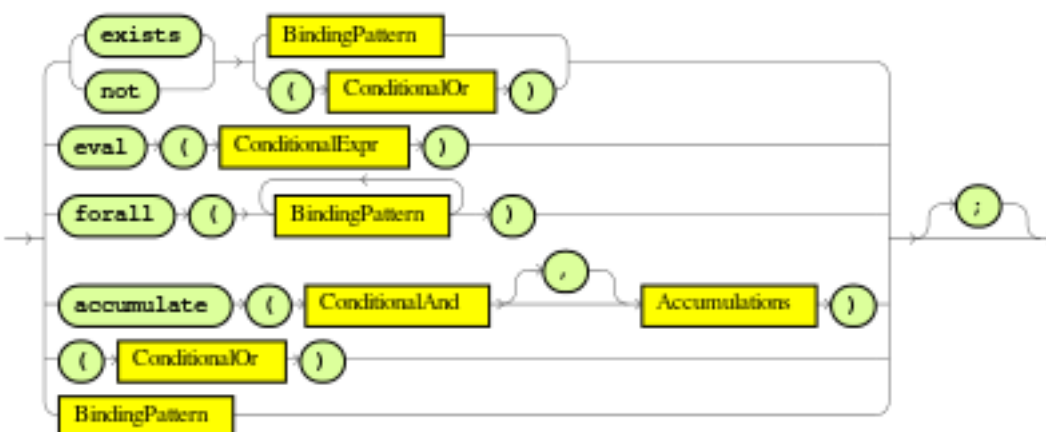 exists BindingPattern
not ( ConditionalOr )
eval ( ConditionalExpr )
forall ( BindingPattern )
;
,
accumulate ( ConditionalAnd Accumulations )
( ConditionalOr )
BindingPattern